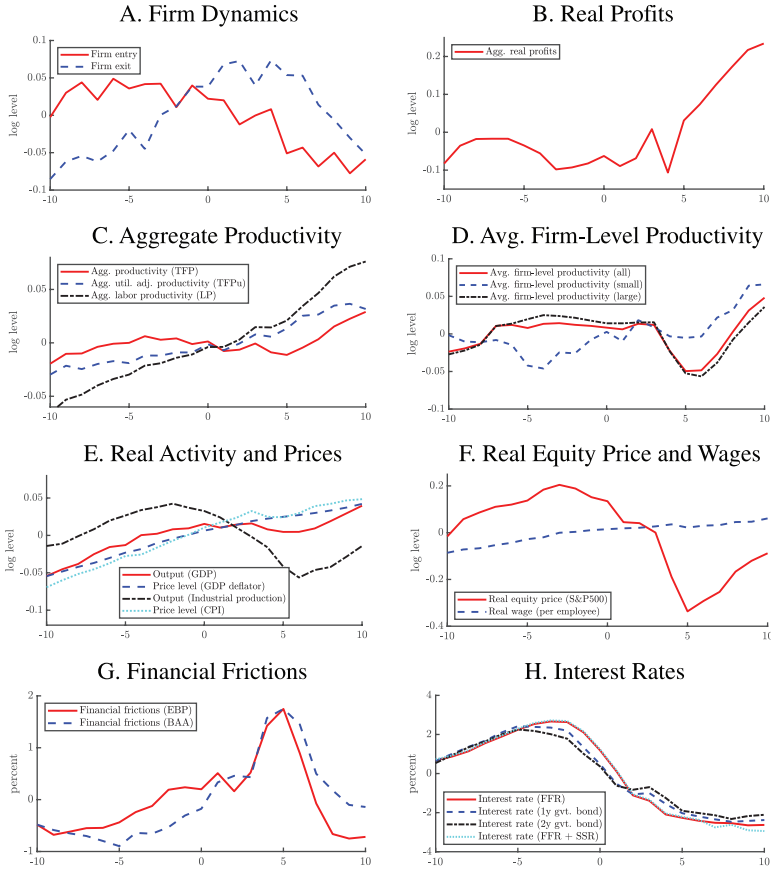 A. Firm Dynamics
0.1
0.05
0
-0.05
-0.1
log level
Firm entry
Firm exit
-10
-5
0
5
10
B. Real Profits
0.2
0.1
0
-0.1
log level
Agg. real profits
-10
-5
0
5
10
C. Aggregate Productivity
0.05
0
-0.05
log level
Agg. productivity (TFP)
Agg. util. adj. productivity (TFPu)
Agg. labor productivity (LP)
-10
-5
0
5
10
D. Avg. Firm-Level Productivity
0.1
0.05
0
-0.05
-0.1
log level
Avg. firm-level productivity (all)
Avg. firm-level productivity (small)
Avg. firm-level productivity (large)
-10
-5
0
5
10
E. Real Activity and Prices
0.05
0
-0.05
-0.1
log level
Output (GDP)
Price level (GDP deflator)
Output (Industrial production)
Price level (CPI)
-10
-5
0
5
10
F. Real Equity Price and Wages
0.2
0
-0.2
-0.4
log level
Real equity price (S&P500)
Real wage (per employee)
-10
-5
0
5
10
G. Financial Frictions
2
1
0
-1
percent
Financial frictions (EBP)
Financial frictions (BAA)
-10
-5
0
5
10
H. Interest Rates
4
2
0
-2
-4
percent
Interest rate (FFR)
Interest rate (1y gvt. bond)
Interest rate (2y gvt. bond)
Interest rate (FFR + SSR)
-10
-5
0
5
10